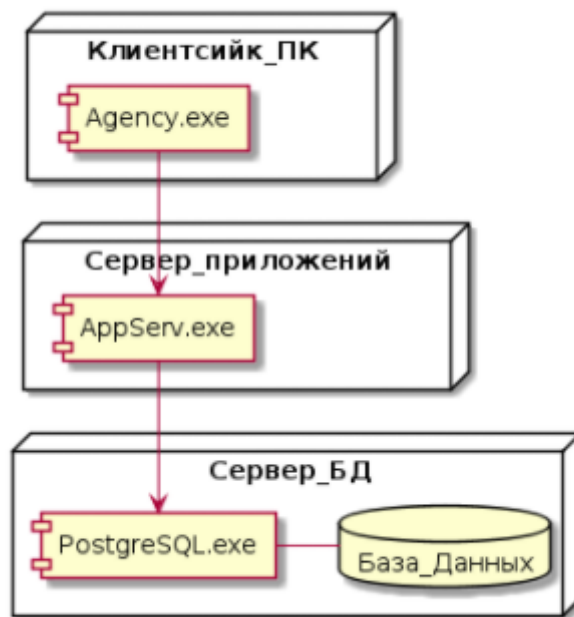 Клиентсийк_ПК
Agency.exe
Сервер_приложений
AppServ.exe
Сервер_БД
PostgreSQL.exe
База_Данных